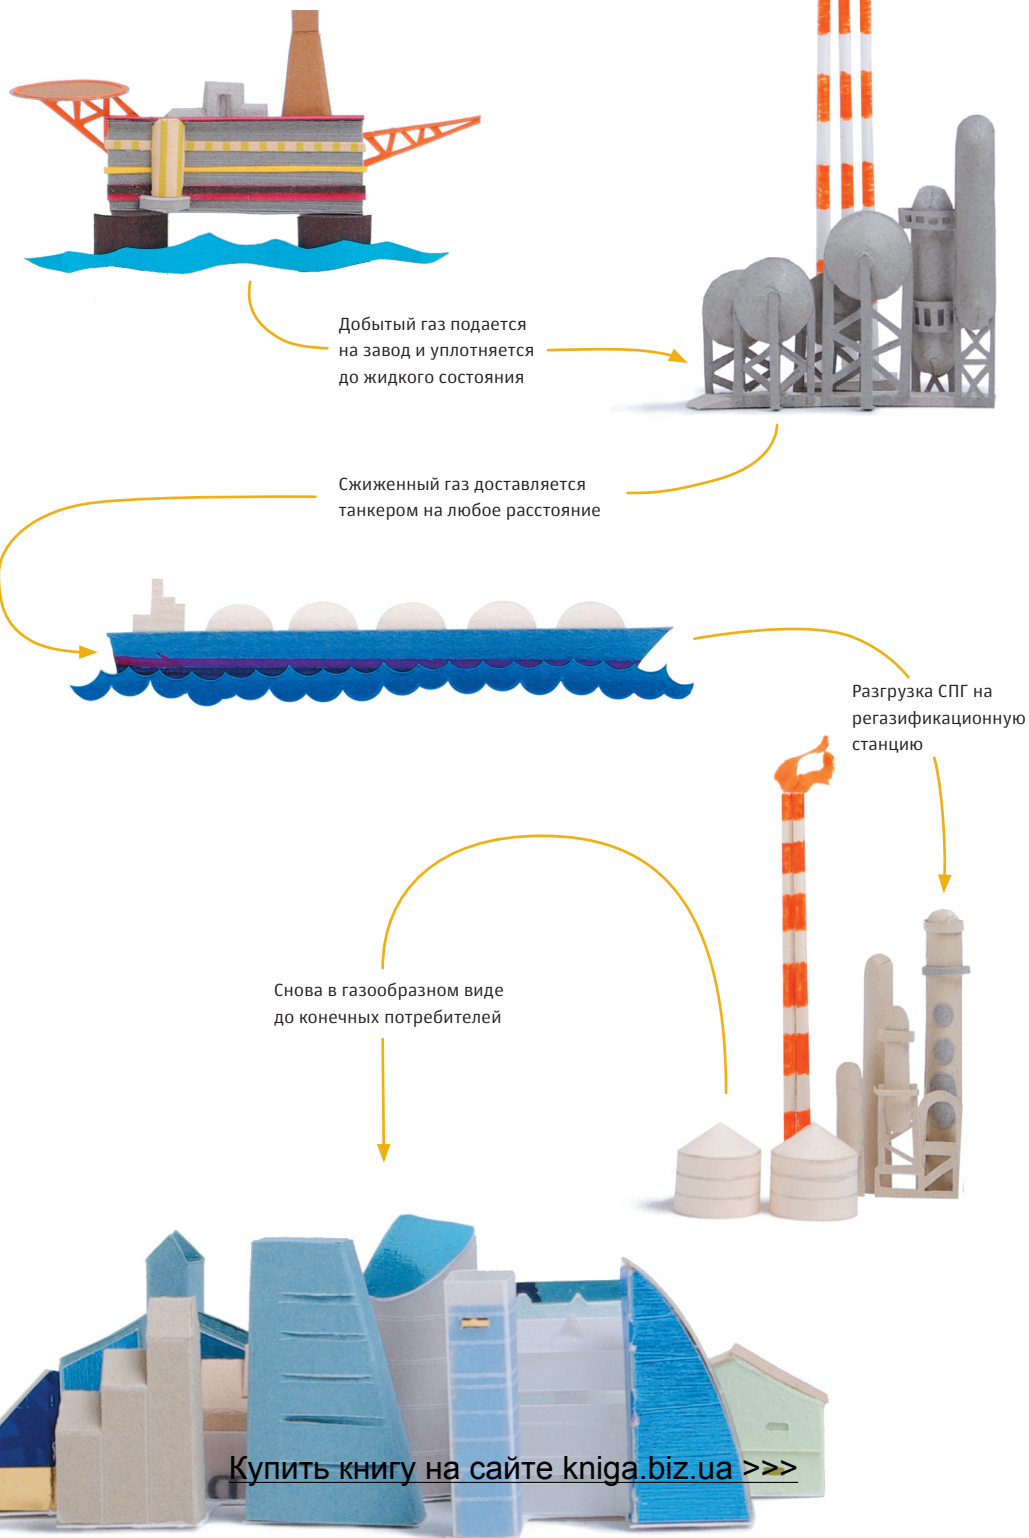 Добытый газ подается
на завод и уплотняется
до жидкого состояния
Сжиженный газ доставляется
танкером на любое расстояние
Разгрузка СПГ на
регазификационную
станцию
Снова в газообразном виде
до конечных потребителей
Купить книгу на сайте kniga.biz.ua >>>